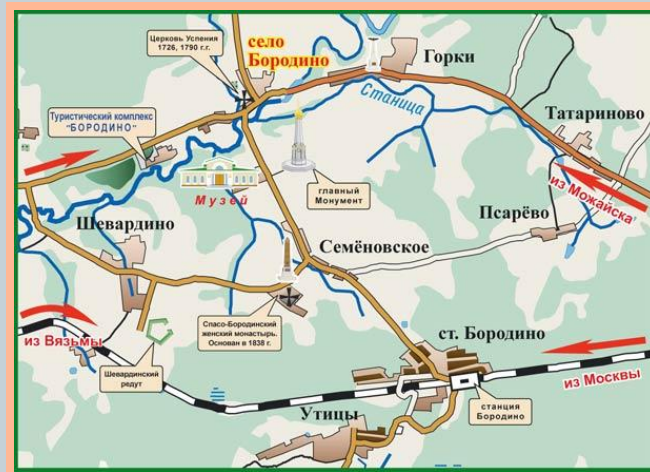 Церковь Успения
1726, 1790 г.г.
село
Бородино
Горки
Станица
Туристический комплекс
"БОРОДИНО"
Татариново
главный
Монумент
Музей
из Можайска
Псарёво
Шевардино
Семёновское
Спасо-Бородинский
женский монастырь.
Основан в 1838 г.
из Вязьмы
ст. Бородино
Шевардинский
редут
из Москвы
Утицы
станция
Бородино